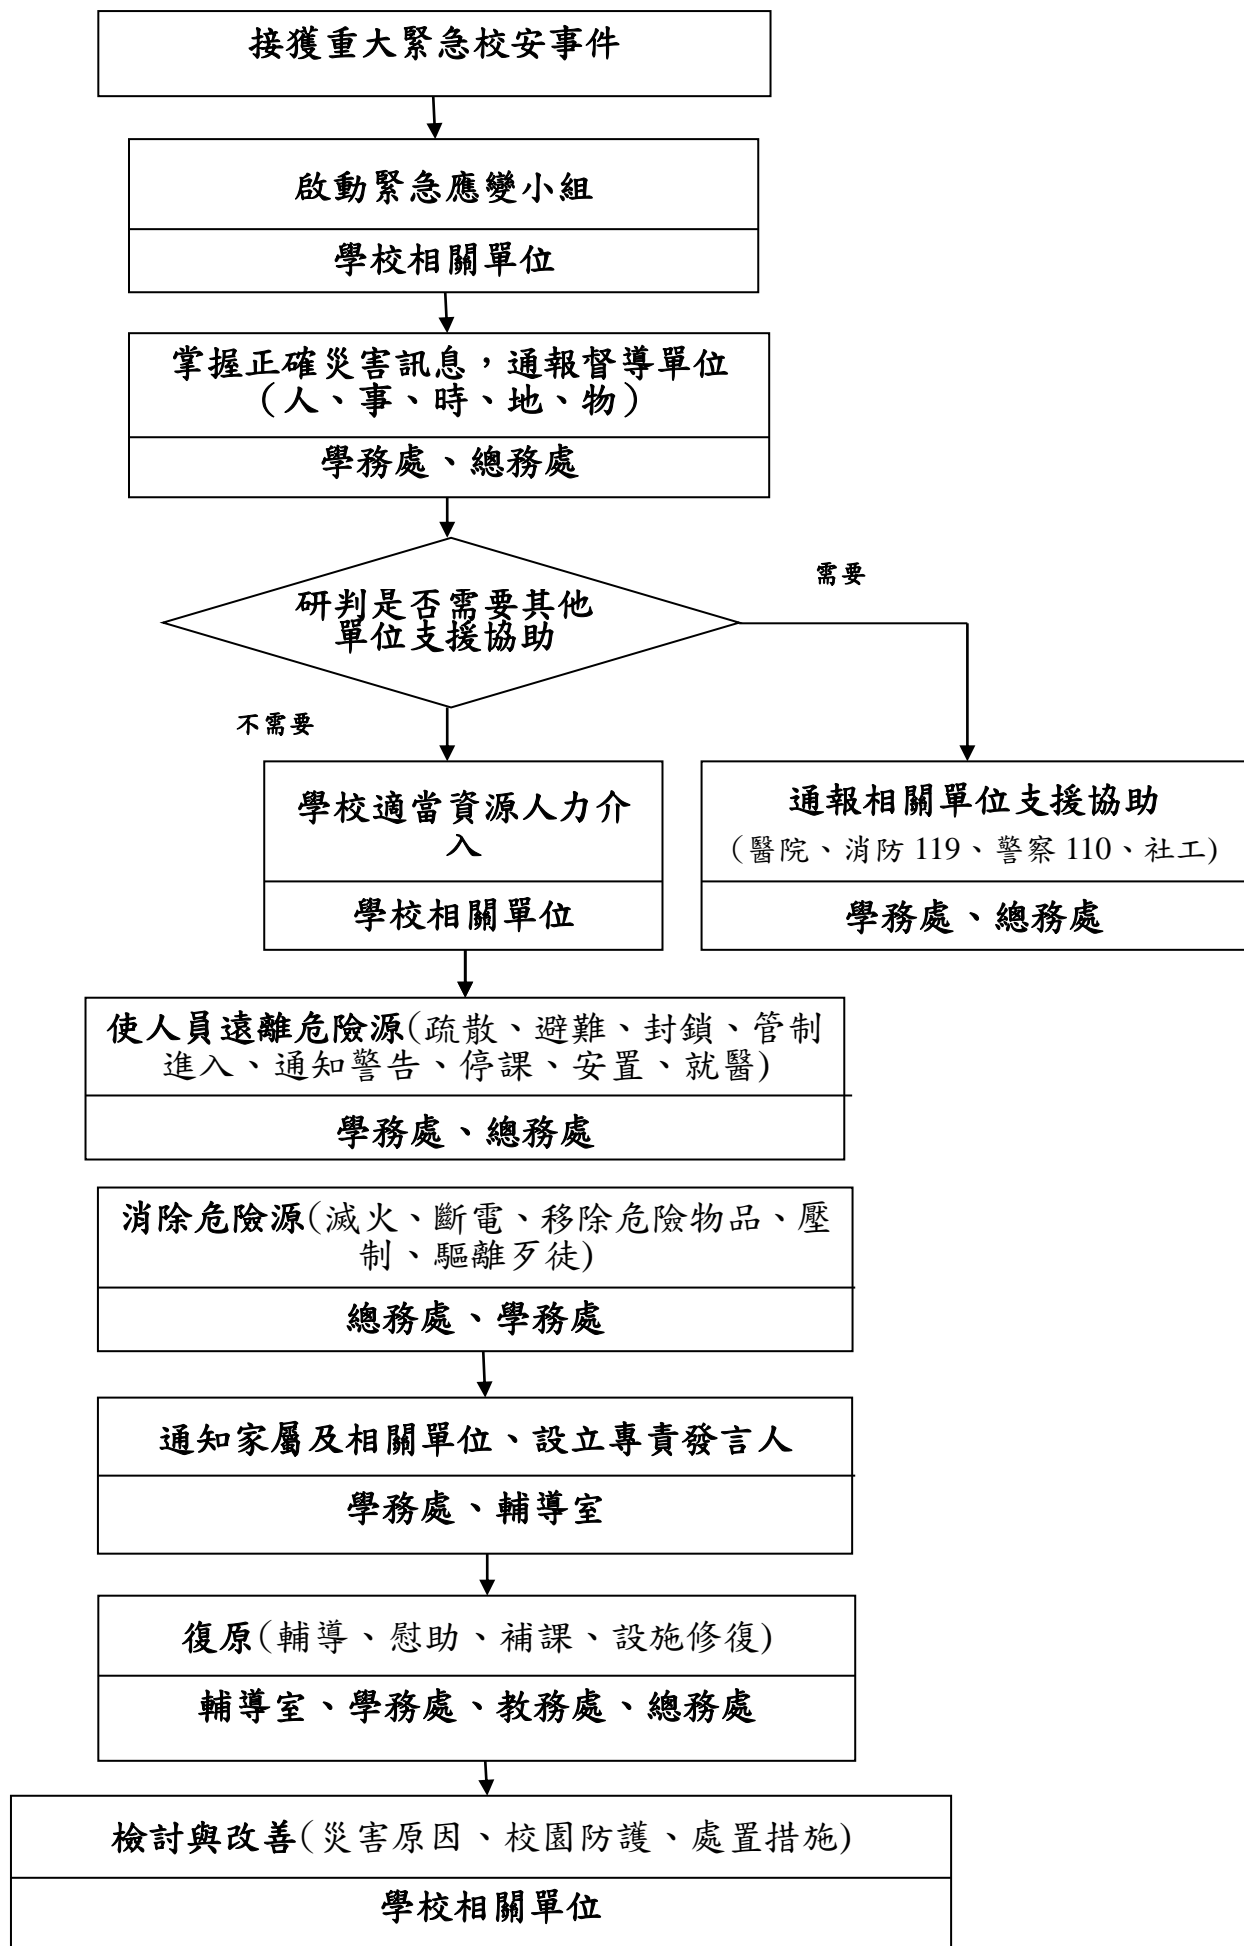 接獲重大緊急校安事件
啟動緊急應變小組
學校相關單位
掌握正確災害訊息，通報督導單位
（人、事、時、地、物）
學務處、總務處
需要
研判是否需要其他
單位支援協助
不需要
學校適當資源人力介
入
學校相關單位
通報相關單位支援協助
（醫院、消防 119、警察 110、社工)
學務處、總務處
使人員遠離危險源(疏散、避難、封鎖、管制
進入、通知警告、停課、安置、就醫)
學務處、總務處
消除危險源(滅火、斷電、移除危險物品、壓
制、驅離歹徒)
總務處、學務處
通知家屬及相關單位、設立專責發言人
學務處、輔導室
復原(輔導、慰助、補課、設施修復)
輔導室、學務處、教務處、總務處
檢討與改善(災害原因、校園防護、處置措施)
學校相關單位